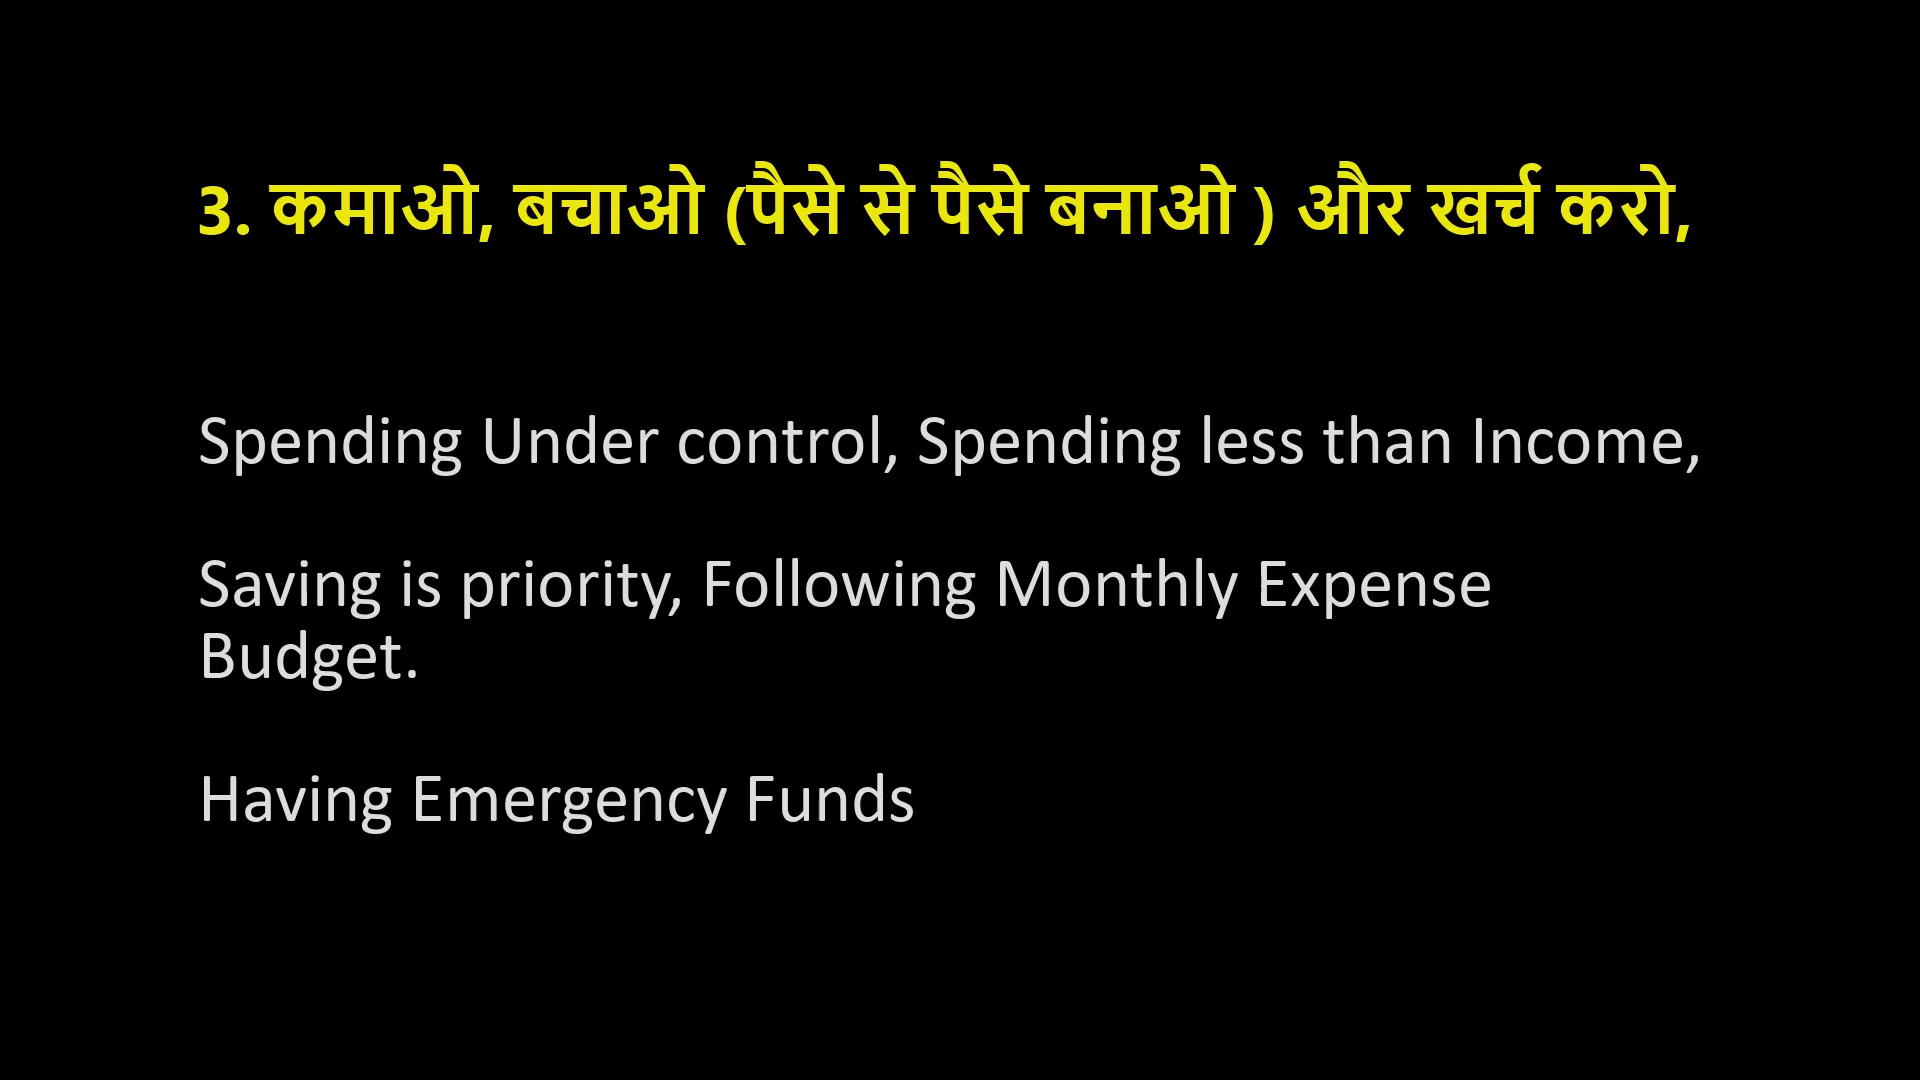 3. कमाओ, बचाओ (पैसे से पैसे बनाओ ) और खर्च करो,
Spending Under control, Spending less than Income,
Saving is priority, Following Monthly Expense
Budget.
Having Emergency Funds